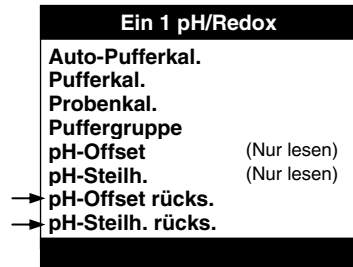 Ein 1 pH/Redox
Auto-Pufferkal.
Pufferkal.
Probenkal.
Puffergruppe
pH-Offset (Nur lesen)
pH-Steilh. (Nur lesen)
pH-Offset rücks.
pH-Steilh. rücks.